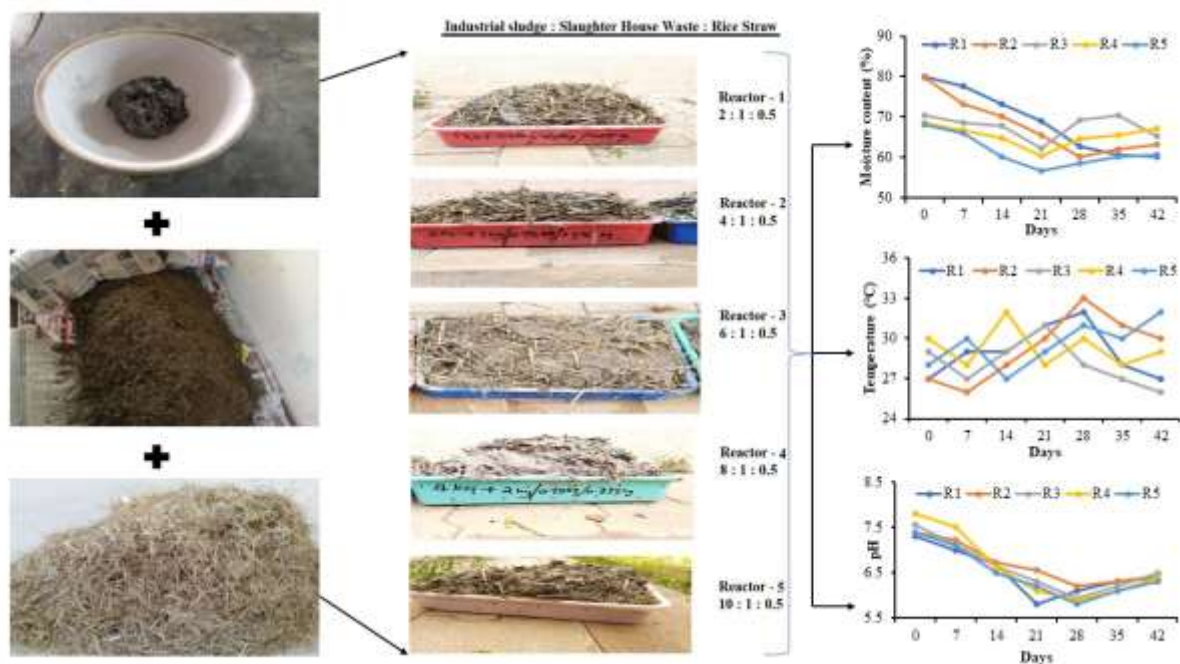 Industrial sludge : Slaughter House Waste : Rice Straw
Reactor - 1
2 : 1 : 0.5
Reactor - 2
4 : 1 : 0.5
Reactor - 3
6 : 1 : 0.5
Reactor - 4
8 : 1 : 0.5
Reactor - 5
10 : 1 : 0.5
R1 R2 R3 R4 R5
Moisture content (%)
90
80
70
60
50
0 7 14 21 28 35 42
Days
R1 R2 R3 R4 R5
Temperature (°C)
36
33
30
27
24
0 7 14 21 28 35 42
Days
R1 R2 R3 R4 R5
pH
8.5
7.5
6.5
5.5
0 7 14 21 28 35 42
Days